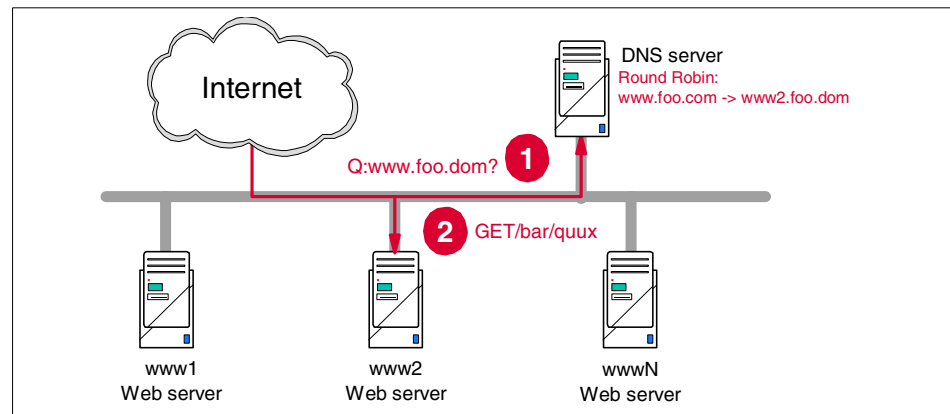 Internet
DNS server
Round Robin:
www.foo.com -> www2.foo.dom
Q:www.foo.dom?
1
2
GET/bar/quux
www1
Web server
www2
Web server
wwwN
Web server